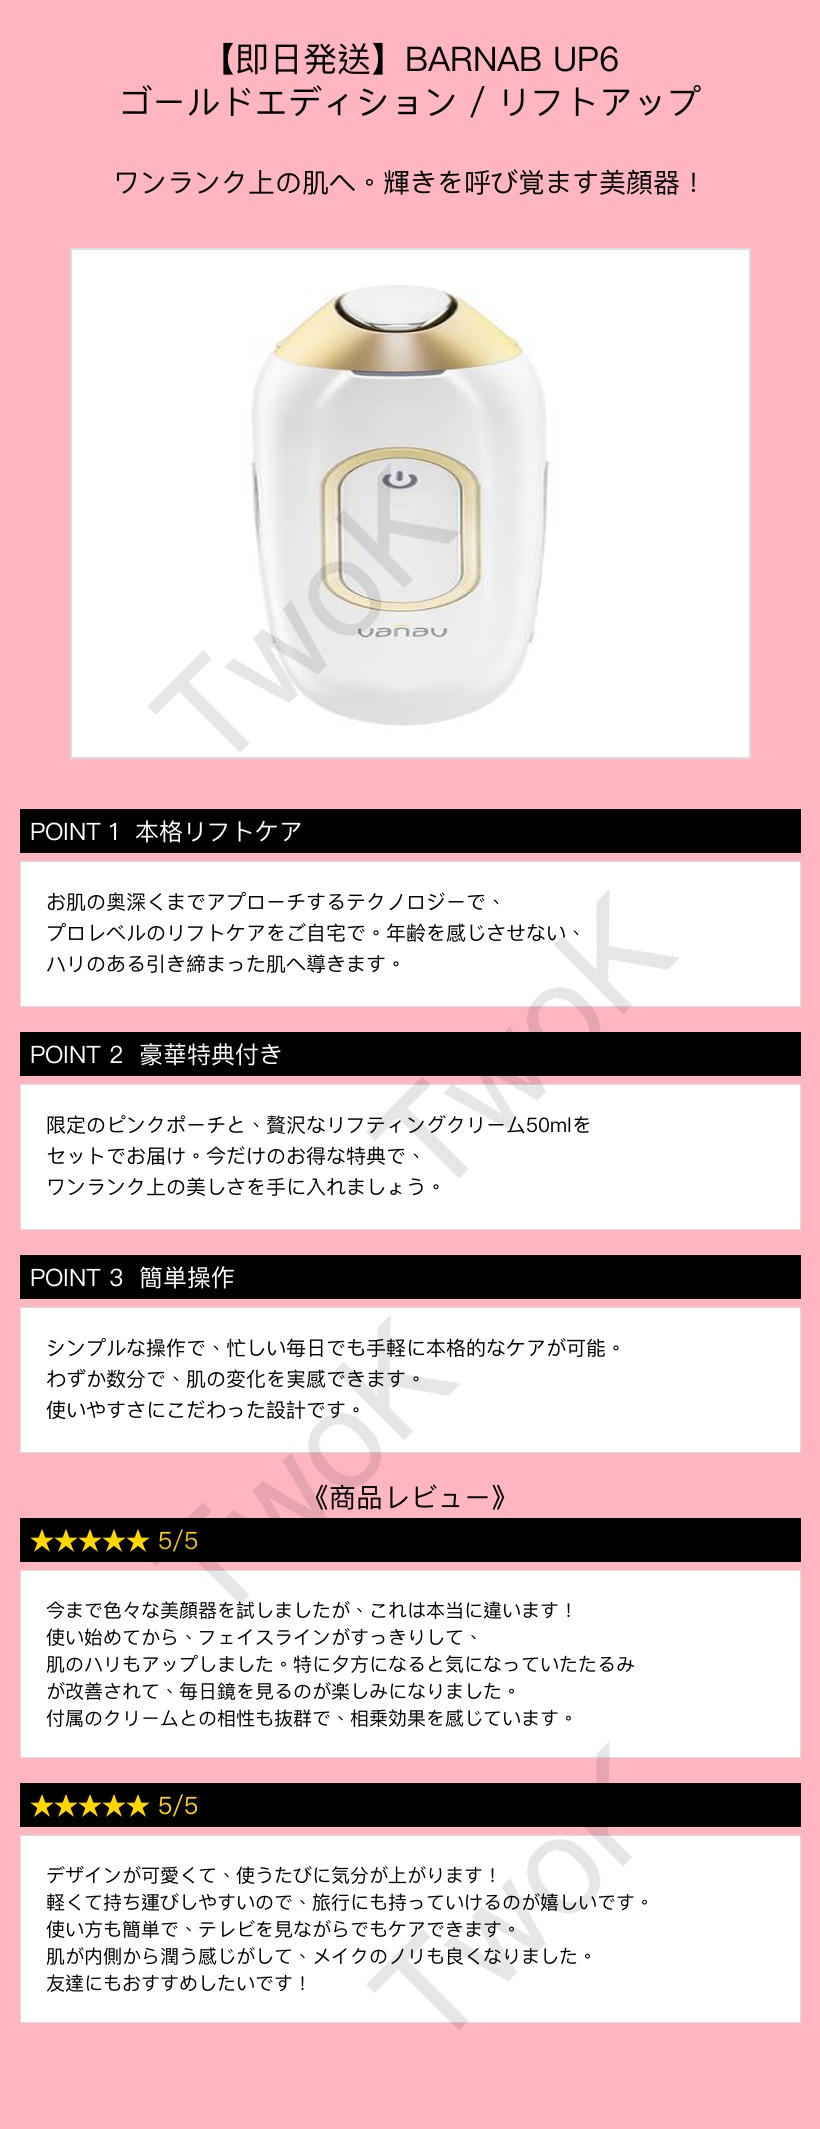 【即日発送】BARNAB UP6
ゴールドエディション / リフトアップ
ワンランク上の肌へ。輝きを呼び覚ます美顔器！
vanav
TwoK
POINT 1 本格リフトケア
お肌の奥深くまでアプローチするテクノロジーで、
プロレベルのリフトケアをご自宅で。年齢を感じさせない、
ハリのある引き締まった肌へ導きます。
TwoK
POINT 2 豪華特典付き
限定のピンクポーチと、贅沢なリフティングクリーム50mlを
セットでお届け。今だけのお得な特典で、
ワンランク上の美しさを手に入れましょう。
POINT 3 簡単操作
シンプルな操作で、忙しい毎日でも手軽に本格的なケアが可能。
わずか数分で、肌の変化を実感できます。
使いやすさにこだわった設計です。
TwoK
《商品レビュー》
★★★★★ 5/5
今まで色々な美顔器を試しましたが、これは本当に違います！
使い始めてから、フェイスラインがすっきりして、
肌のハリもアップしました。特に夕方になると気になっていたたるみ
が改善されて、毎日鏡を見るのが楽しみになりました。
付属のクリームとの相性も抜群で、相乗効果を感じています。
★★★★★ 5/5
デザインが可愛くて、使うたびに気分が上がります！
軽くて持ち運びしやすいので、旅行にも持っていけるのが嬉しいです。
使い方も簡単で、テレビを見ながらでもケアできます。
肌が内側から潤う感じがして、メイクのノリも良くなりました。
友達にもおすすめしたいです！
TwoK